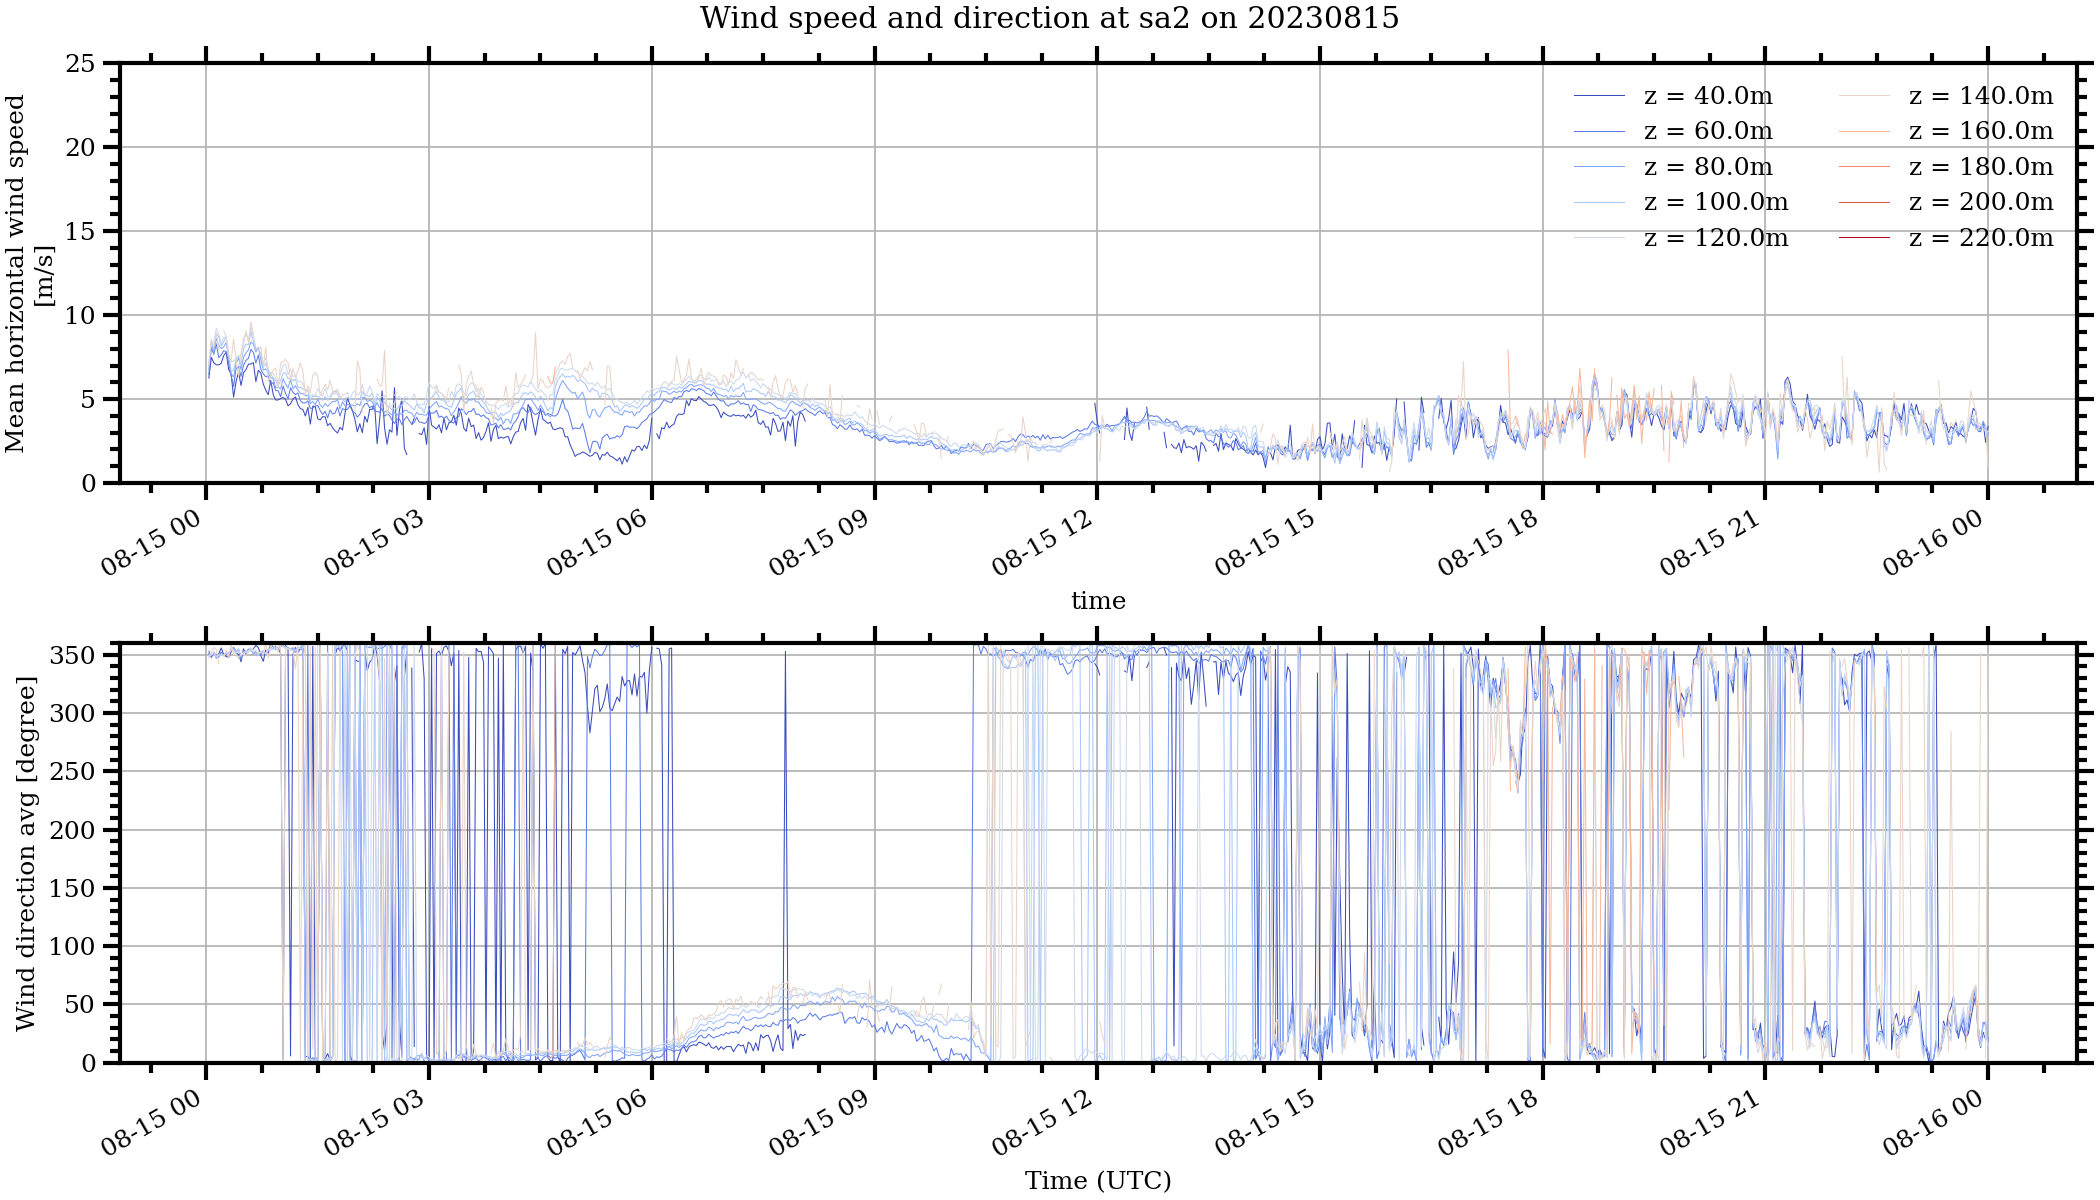 Wind speed and direction at sa2 on 20230815
Mean horizontal wind speed
[m/s]
25
20
15
10
5
0
z = 40.0m
z = 60.0m
z = 80.0m
z = 100.0m
z = 120.0m
z = 140.0m
z = 160.0m
z = 180.0m
z = 200.0m
z = 220.0m
08-15 00
08-15 03
08-15 06
08-15 09
08-15 12
08-15 15
08-15 18
08-15 21
08-16 00
time
Wind direction avg [degree]
350
300
250
200
150
100
50
0
08-15 00
08-15 03
08-15 06
08-15 09
08-15 12
08-15 15
08-15 18
08-15 21
08-16 00
Time (UTC)